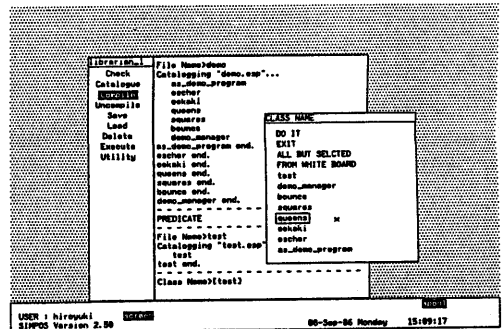 librarian_1
Check
Catalogue
Compile
Uncompile
Save
Load
Delete
Execute
Utility
File Name>demo
Catalogging "demo.esp"...
as_demo_program
escher
oekaki
queens
squares
bounce
demo_manager
as_demo_program end.
escher end.
oekaki end.
queens end.
squares end.
bounce end.
demo_manager end.
PREDICATE
File Name>test
Catalogging "test.esp"
test
test end.
Class Name>[test]
CLASS NAME
DO IT
EXIT
ALL BUT SELCTED
FROM WHITE BOARD
test
demo_manager
bounce
squares
queens
oekaki
escher
as_demo_program
USER : hiroyuki
SIMPOS Version 2.50
08-Sep-86 Monday 15:09:17